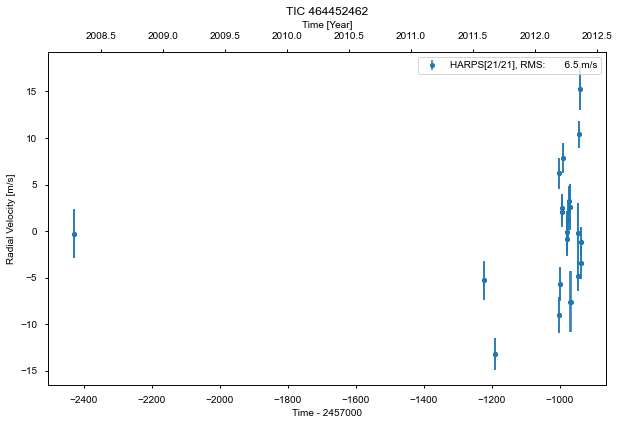 TIC 464452462
Time [Year]
2008.5 2009.0 2009.5 2010.0 2010.5 2011.0 2011.5 2012.0 2012.5
HARPS[21/21], RMS: 6.5 m/s
Radial Velocity [m/s]
15
10
5
0
−5
−10
−15
−2400 −2200 −2000 −1800 −1600 −1400 −1200 −1000
Time - 2457000